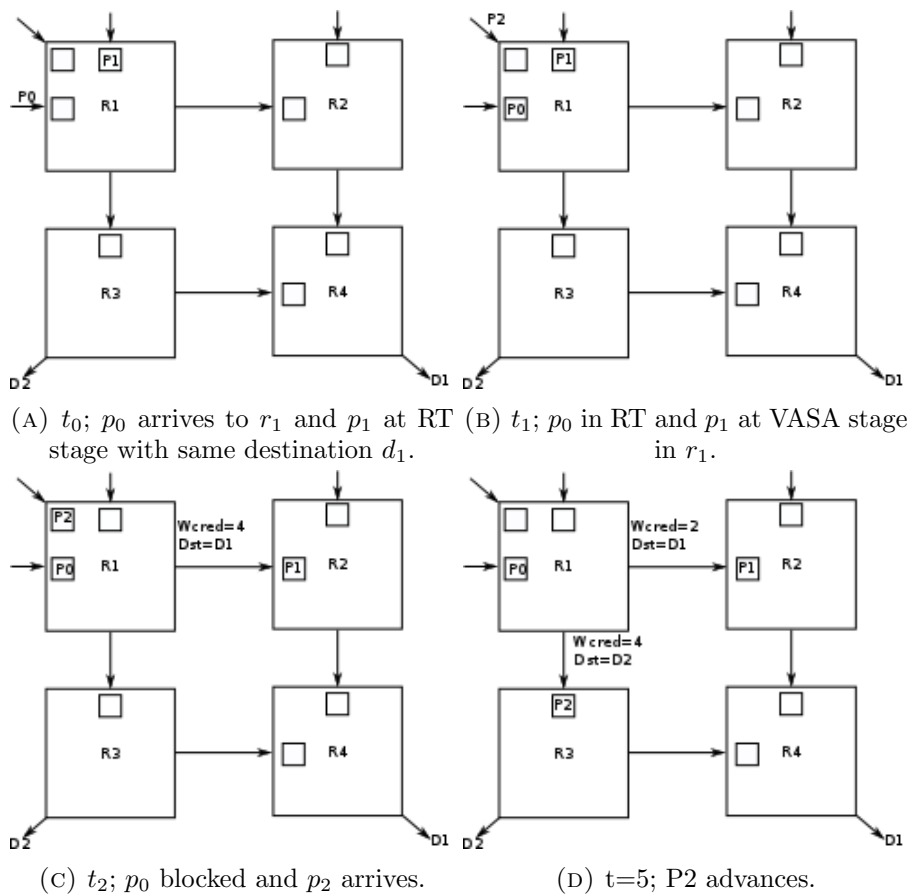 P1
P0
R1
R2
R3
R4
D2
D1
(A) t0; p0 arrives to r1 and p1 at RT
stage with same destination d1.
P2
P1
P0
R1
R2
R3
R4
D2
D1
(B) t1; p0 in RT and p1 at VASA stage
in r1.
P2
Wcred=4
Dst=D1
P0
R1
P1
R2
R3
R4
D2
D1
(C) t2; p0 blocked and p2 arrives.
Wcred=2
Dst=D1
P0
R1
P1
R2
Wcred=4
Dst=D2
P2
R3
R4
D2
D1
(D) t=5; P2 advances.